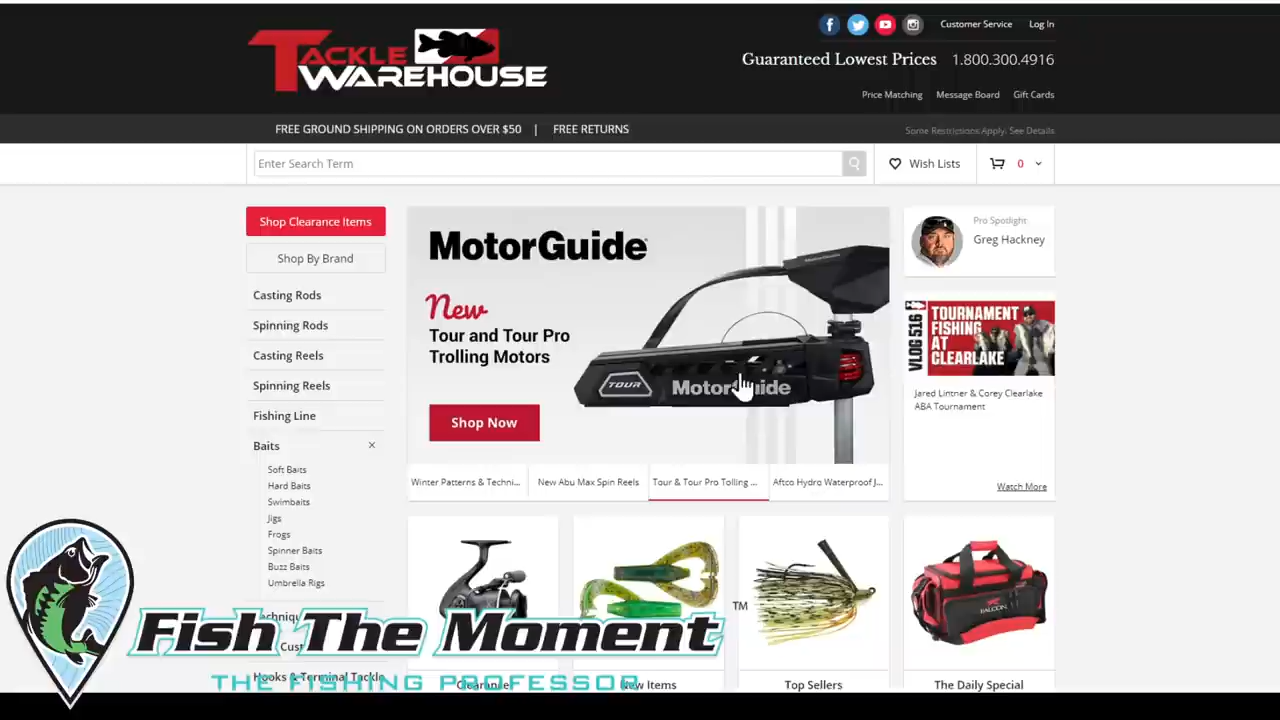 TACKLE
WAREHOUSE
Customer Service
Log In
Guaranteed Lowest Prices 1.800.300.4916
Price Matching Message Board Gift Cards
FREE GROUND SHIPPING ON ORDERS OVER $50 | FREE RETURNS
Some Restrictions Apply. See Details
Enter Search Term
Wish Lists
0
Shop Clearance Items
Shop By Brand
Casting Rods
Spinning Rods
Casting Reels
Spinning Reels
Fishing Line
Baits
Soft Baits
Hard Baits
Swimbaits
Jigs
Frogs
Spinner Baits
Buzz Baits
Umbrella Rigs
Hooks & Terminal Tackle
MotorGuide
New
Tour and Tour Pro
Trolling Motors
Shop Now
TOUR
MotorGuide
Winter Patterns & Techni...
New Abu Max Spin Reels
Tour & Tour Pro Tolling ...
Aftco Hydro Waterproof J...
Pro Spotlight
Greg Hackney
VLOG 516
TOURNAMENT
FISHING
AT
CLEARLAKE
Jared Lintner & Corey Clearlake
ABA Tournament
Watch More
FALCON
Clearance
New Items
Top Sellers
The Daily Special
Fish The Moment TM
THE FISHING PROFESSOR